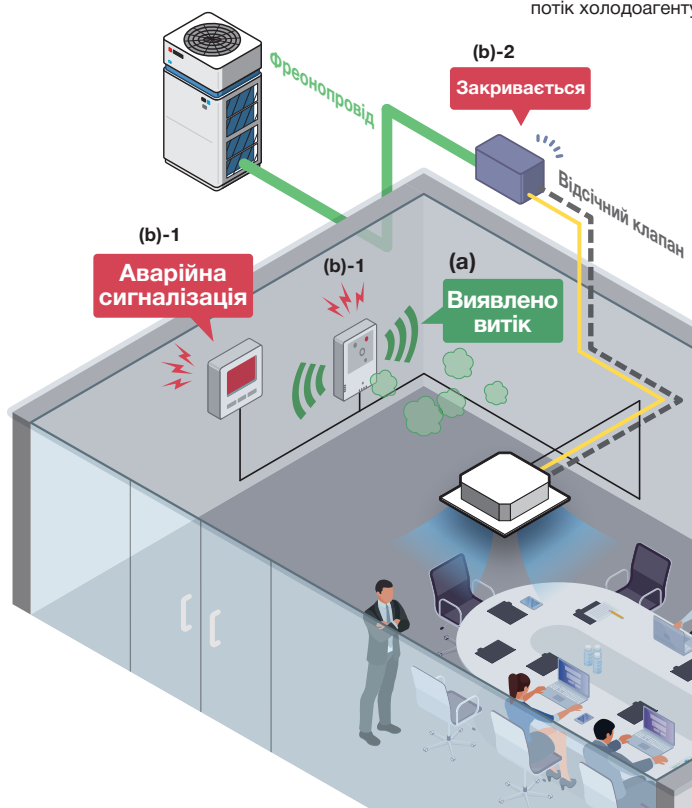 потік холодоагенту
(b)-2
Закривається
Фреонопровід
Відсічний клапан
(b)-1
Аварійна
сигналізація
(b)-1
(a)
Виявлено
витік